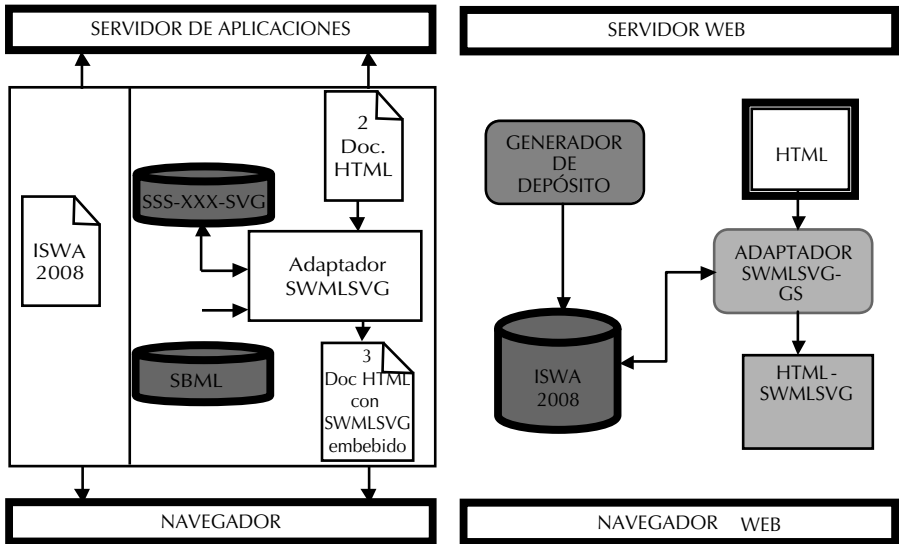 SERVIDOR DE APLICACIONES
2
Doc.
HTML
SSS-XXX-SVG
ISWA
2008
Adaptador
SWMLSVG
SBML
3
Doc HTML
con
SWMLSVG
embebido
NAVEGADOR
SERVIDOR WEB
GENERADOR
DE
DEPÓSITO
HTML
ADAPTADOR
SWMLSVG-
GS
ISWA
2008
HTML-
SWMLSVG
NAVEGADOR WEB